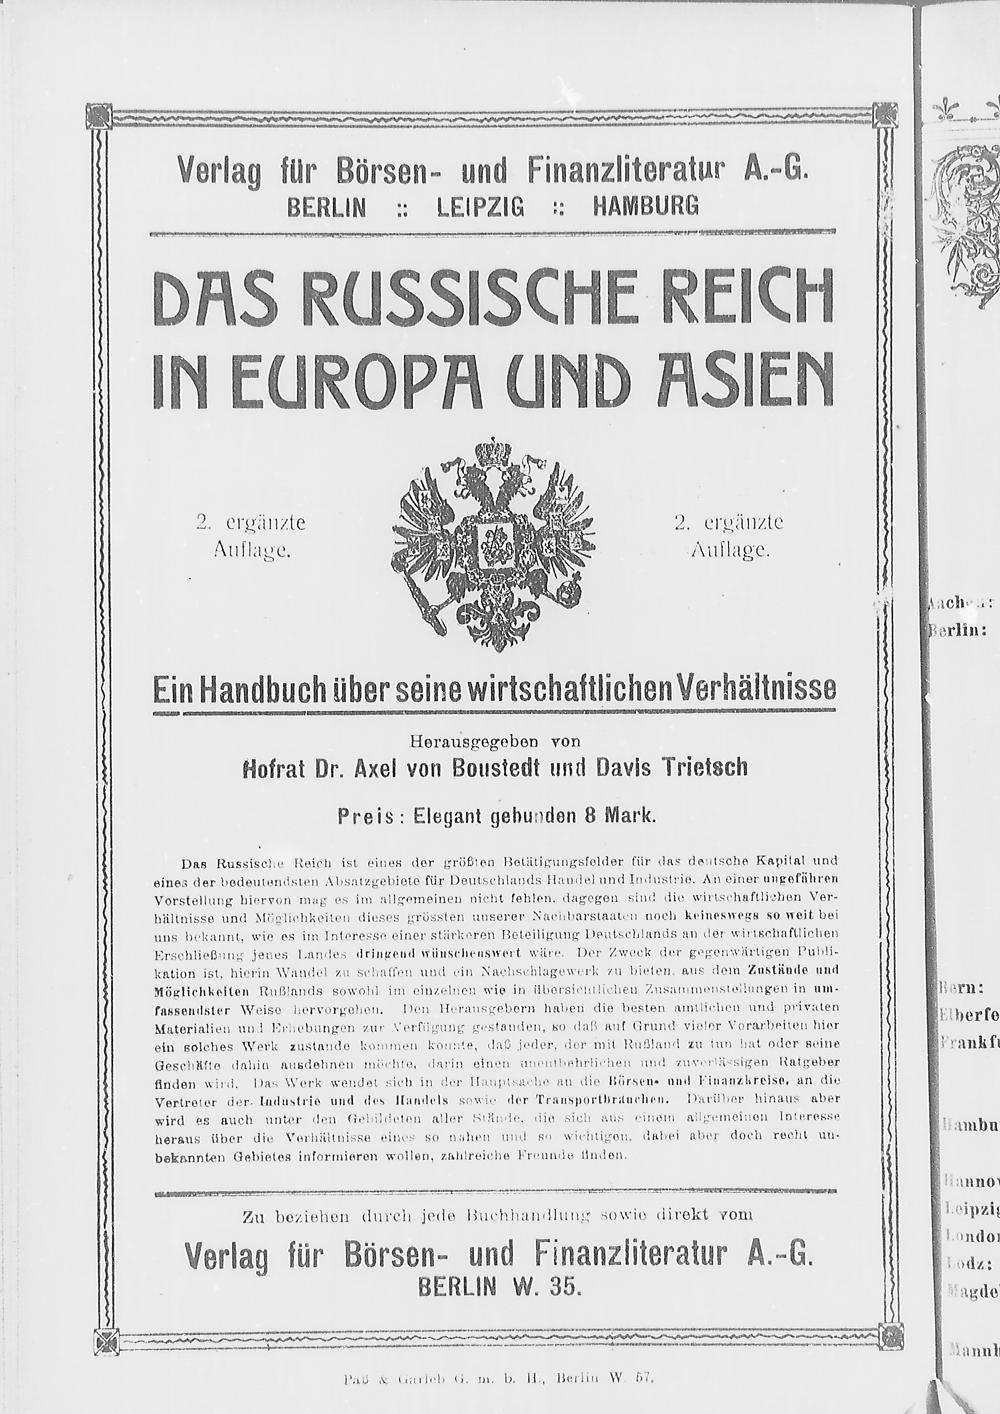 Verlag für Börsen- und Finanzliteratur A.-G.
BERLIN :: LEIPZIG :: HAMBURG
DAS RUSSISCHE REICH
IN EUROPA UND ASIEN
2. ergänzte
Auflage.
2. ergänzte
Auflage.
Ein Handbuch über seine wirtschaftlichen Verhältnisse
Herausgegeben von
Hofrat Dr. Axel von Boustedt und Davis Trietsch
Preis: Elegant gebunden 8 Mark.
Das Russische Reich ist eines der größten Betätigungsfelder für das deutsche Kapital und
eines der bedeutendsten Absatzgebiete für Deutschlands Handel und Industrie. An einer ungefähren
Vorstellung hiervon mag es im allgemeinen nicht fehlen, dagegen sind die wirtschaftlichen Ver-
hältnisse und Möglichkeiten dieses grössten unserer Nachbarstaaten noch keineswegs so weit bei
uns bekannt, wie es im Interesse einer stärkeren Beteiligung Deutschlands an der wirtschaftlichen
Erschließung jenes Landes dringend wünschenswert wäre. Der Zweck der gegenwärtigen Publi-
kation ist, hierin Wandel zu schaffen und ein Nachschlagewerk zu bieten, aus dem Zustände und
Möglichkeiten Rußlands sowohl im einzelnen wie in übersichtlichen Zusammenstellungen in um-
fassendster Weise hervorgehen. Den Herausgebern haben die besten amtlichen und privaten
Materialien und Erhebungen zur Verfügung gestanden, so daß auf Grund vieler Vorarbeiten hier
ein solches Werk zustande kommen konnte, daß jeder, der mit Rußland zu tun hat oder seine
Geschäfte dahin ausdehnen möchte, darin einen unentbehrlichen und zuverlässigen Ratgeber
finden wird. Das Werk wendet sich in der Hauptsache an die Börsen- und Finanzkreise, an die
Vertreter der Industrie und des Handels sowie der Transportbranchen. Darüber hinaus aber
wird es auch unter den Gebildeten aller Stände, die sich aus einem allgemeinen Interesse
heraus über die Verhältnisse eines so nahen und so wichtigen, dabei aber doch recht un-
bekannten Gebietes informieren wollen, zahlreiche Freunde finden.
Zu beziehen durch jede Buchhandlung sowie direkt vom
Verlag für Börsen- und Finanzliteratur A.-G.
BERLIN W. 35.
Paß & Garleb G. m. b. H., Berlin W. 57.
Aachen:
Berlin:
Bern:
Elberfe
Frankfu
Hambu
Hannov
Leipzig
London
Lodz:
Magde
Mannh